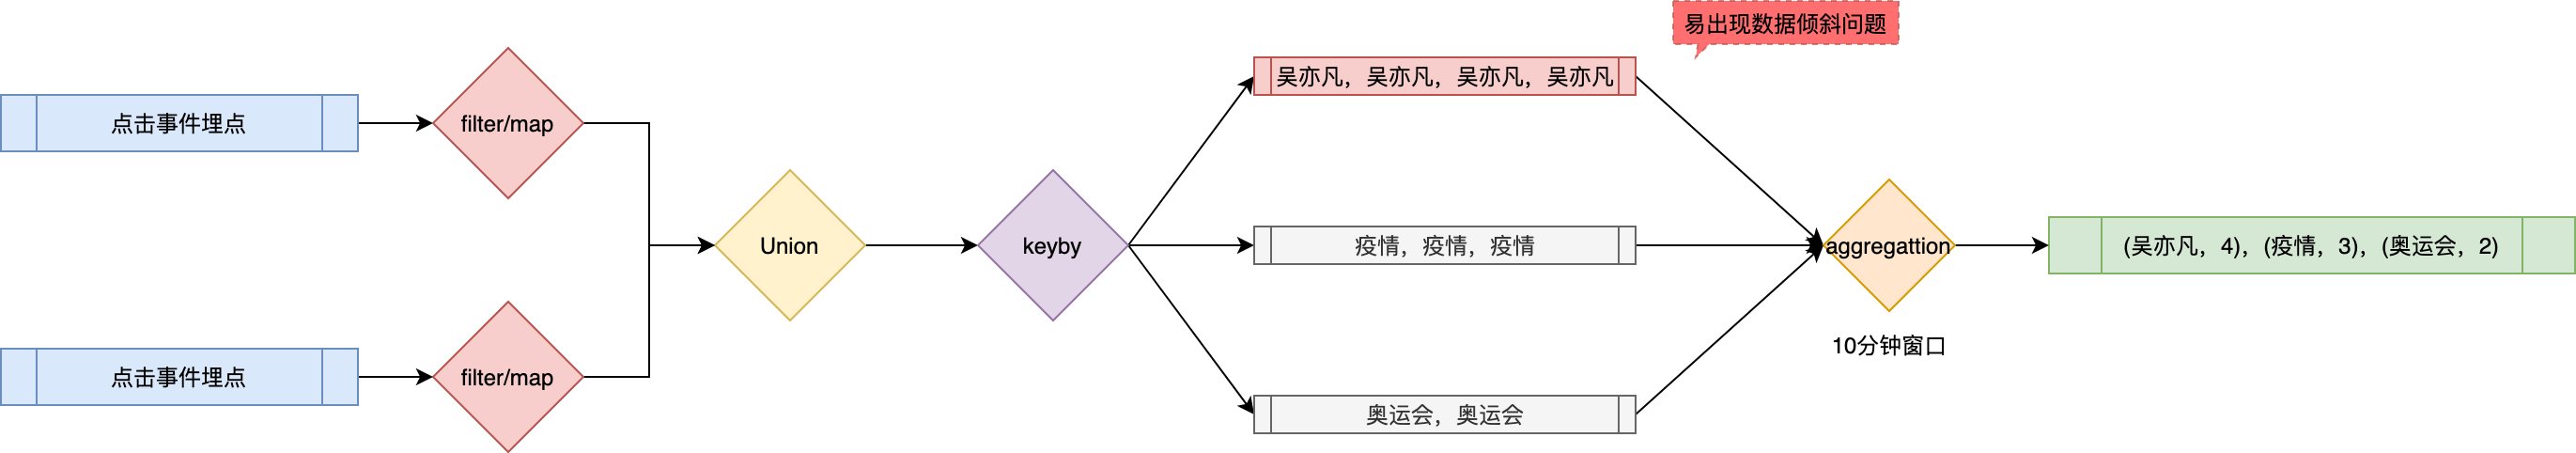 易出现数据倾斜问题
点击事件埋点
filter/map
点击事件埋点
filter/map
Union
keyby
吴亦凡，吴亦凡，吴亦凡，吴亦凡
疫情，疫情，疫情
奥运会，奥运会
aggregattion
10分钟窗口
(吴亦凡，4)，(疫情，3)，(奥运会，2)